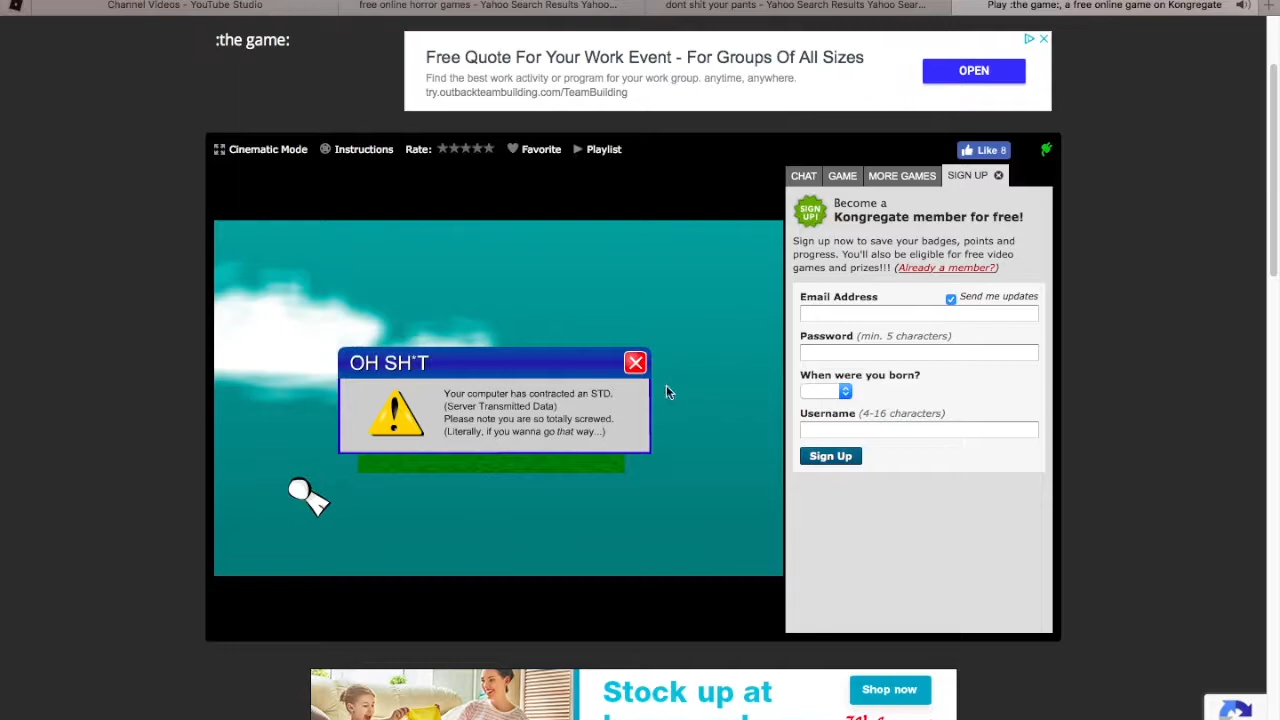 Channel Videos - YouTube Studio
free online horror games - Yahoo Search Results Yahoo...
dont shit your pants - Yahoo Search Results Yahoo Sear...
Play :the game:, a free online game on Kongregate
:the game:
Free Quote For Your Work Event - For Groups Of All Sizes
Find the best work activity or program for your work group. anytime, anywhere.
try.outbackteambuilding.com/TeamBuilding
OPEN
Cinematic Mode
Instructions
Rate:
Favorite
Playlist
Like 8
CHAT
GAME
MORE GAMES
SIGN UP
SIGN UP!
Become a
Kongregate member for free!
Sign up now to save your badges, points and
progress. You'll also be eligible for free video
games and prizes!!! (Already a member?)
Email Address
Send me updates
Password (min. 5 characters)
When were you born?
Username (4-16 characters)
Sign Up
OH SH*T
Your computer has contracted an STD.
(Server Transmitted Data)
Please note you are so totally screwed.
(Literally, if you wanna go that way...)
Stock up at
Shop now